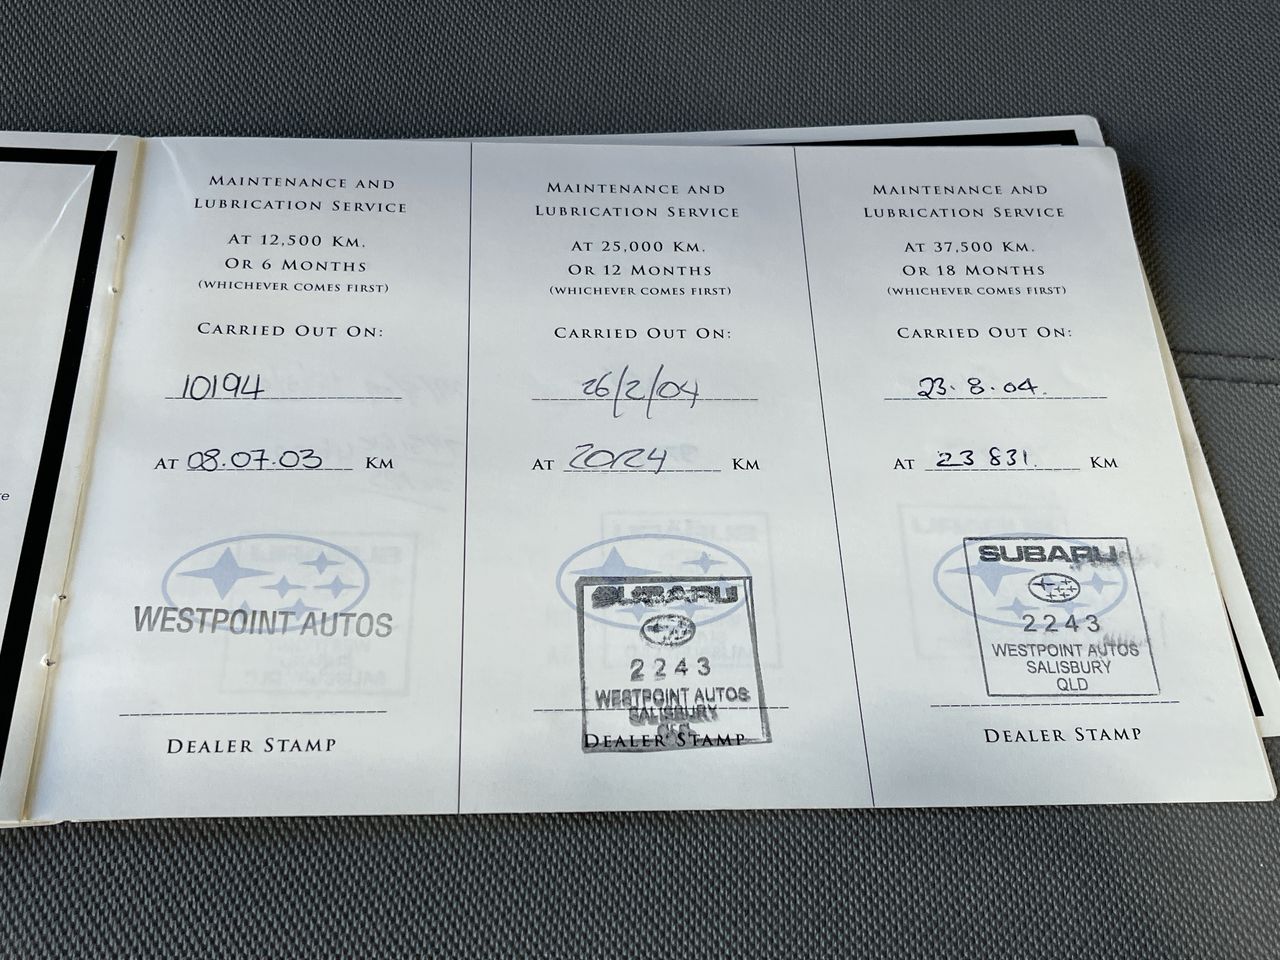 MAINTENANCE AND
LUBRICATION SERVICE
AT 12,500 KM.
OR 6 MONTHS
(WHICHEVER COMES FIRST)
CARRIED OUT ON:
10194
AT 08.07.03 KM
WESTPOINT AUTOS
DEALER STAMP
MAINTENANCE AND
LUBRICATION SERVICE
AT 25,000 KM.
OR 12 MONTHS
(WHICHEVER COMES FIRST)
CARRIED OUT ON:
26/2/04
AT 20124 KM
SUBARU
2243
WESTPOINT AUTOS
SALISBURY
DEALER STAMP
MAINTENANCE AND
LUBRICATION SERVICE
AT 37,500 KM.
OR 18 MONTHS
(WHICHEVER COMES FIRST)
CARRIED OUT ON:
23.8.04.
AT 23 831. KM
SUBARU
2243
WESTPOINT AUTOS
SALISBURY
QLD
DEALER STAMP